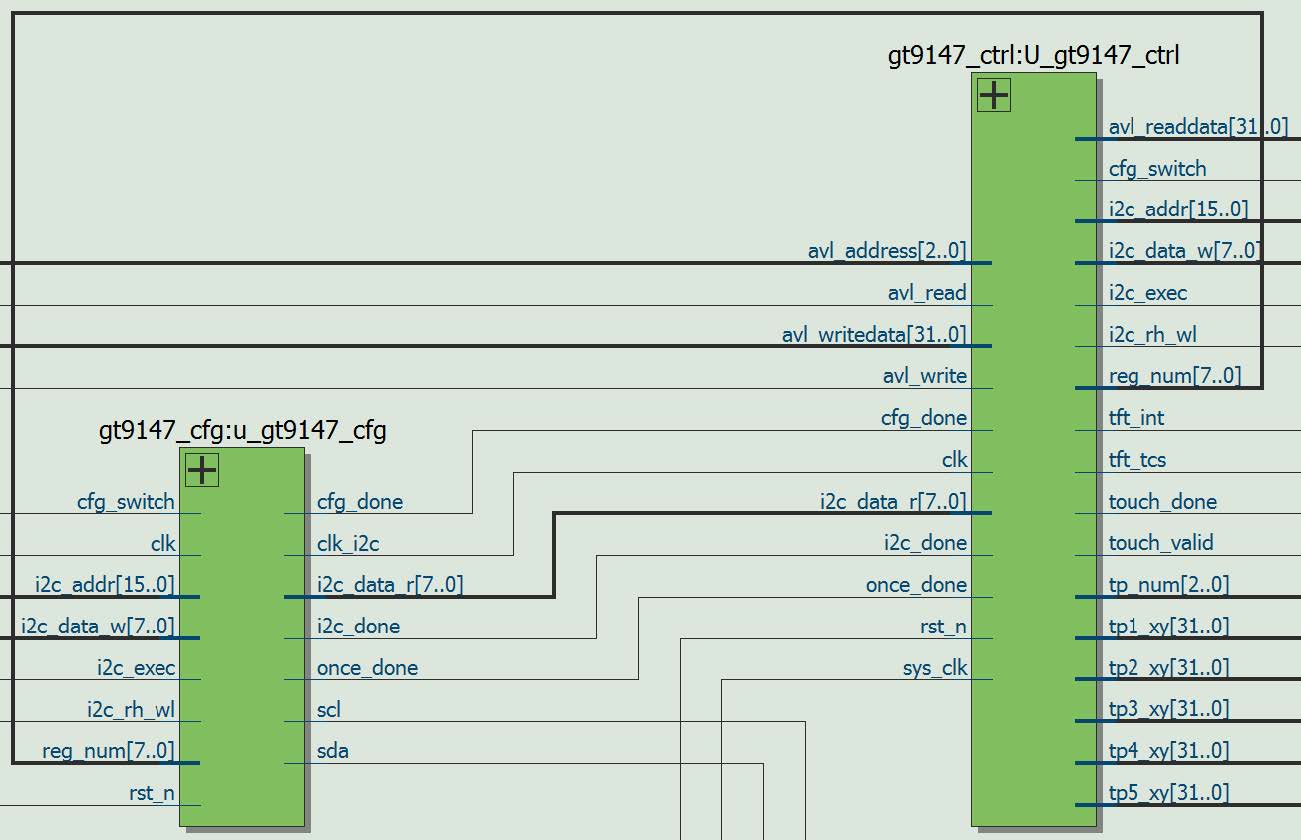 gt9147_ctrl:U_gt9147_ctrl
avl_readdata[31..0]
cfg_switch
i2c_addr[15..0]
avl_address[2..0]
i2c_data_w[7..0]
avl_read
i2c_exec
avl_writedata[31..0]
i2c_rh_wl
avl_write
reg_num[7..0]
cfg_done
tft_int
clk
tft_tcs
i2c_data_r[7..0]
touch_done
i2c_done
touch_valid
once_done
tp_num[2..0]
rst_n
tp1_xy[31..0]
sys_clk
tp2_xy[31..0]
tp3_xy[31..0]
tp4_xy[31..0]
tp5_xy[31..0]
gt9147_cfg:u_gt9147_cfg
cfg_switch
cfg_done
clk
clk_i2c
i2c_addr[15..0]
i2c_data_r[7..0]
i2c_data_w[7..0]
i2c_done
i2c_exec
once_done
i2c_rh_wl
scl
reg_num[7..0]
sda
rst_n